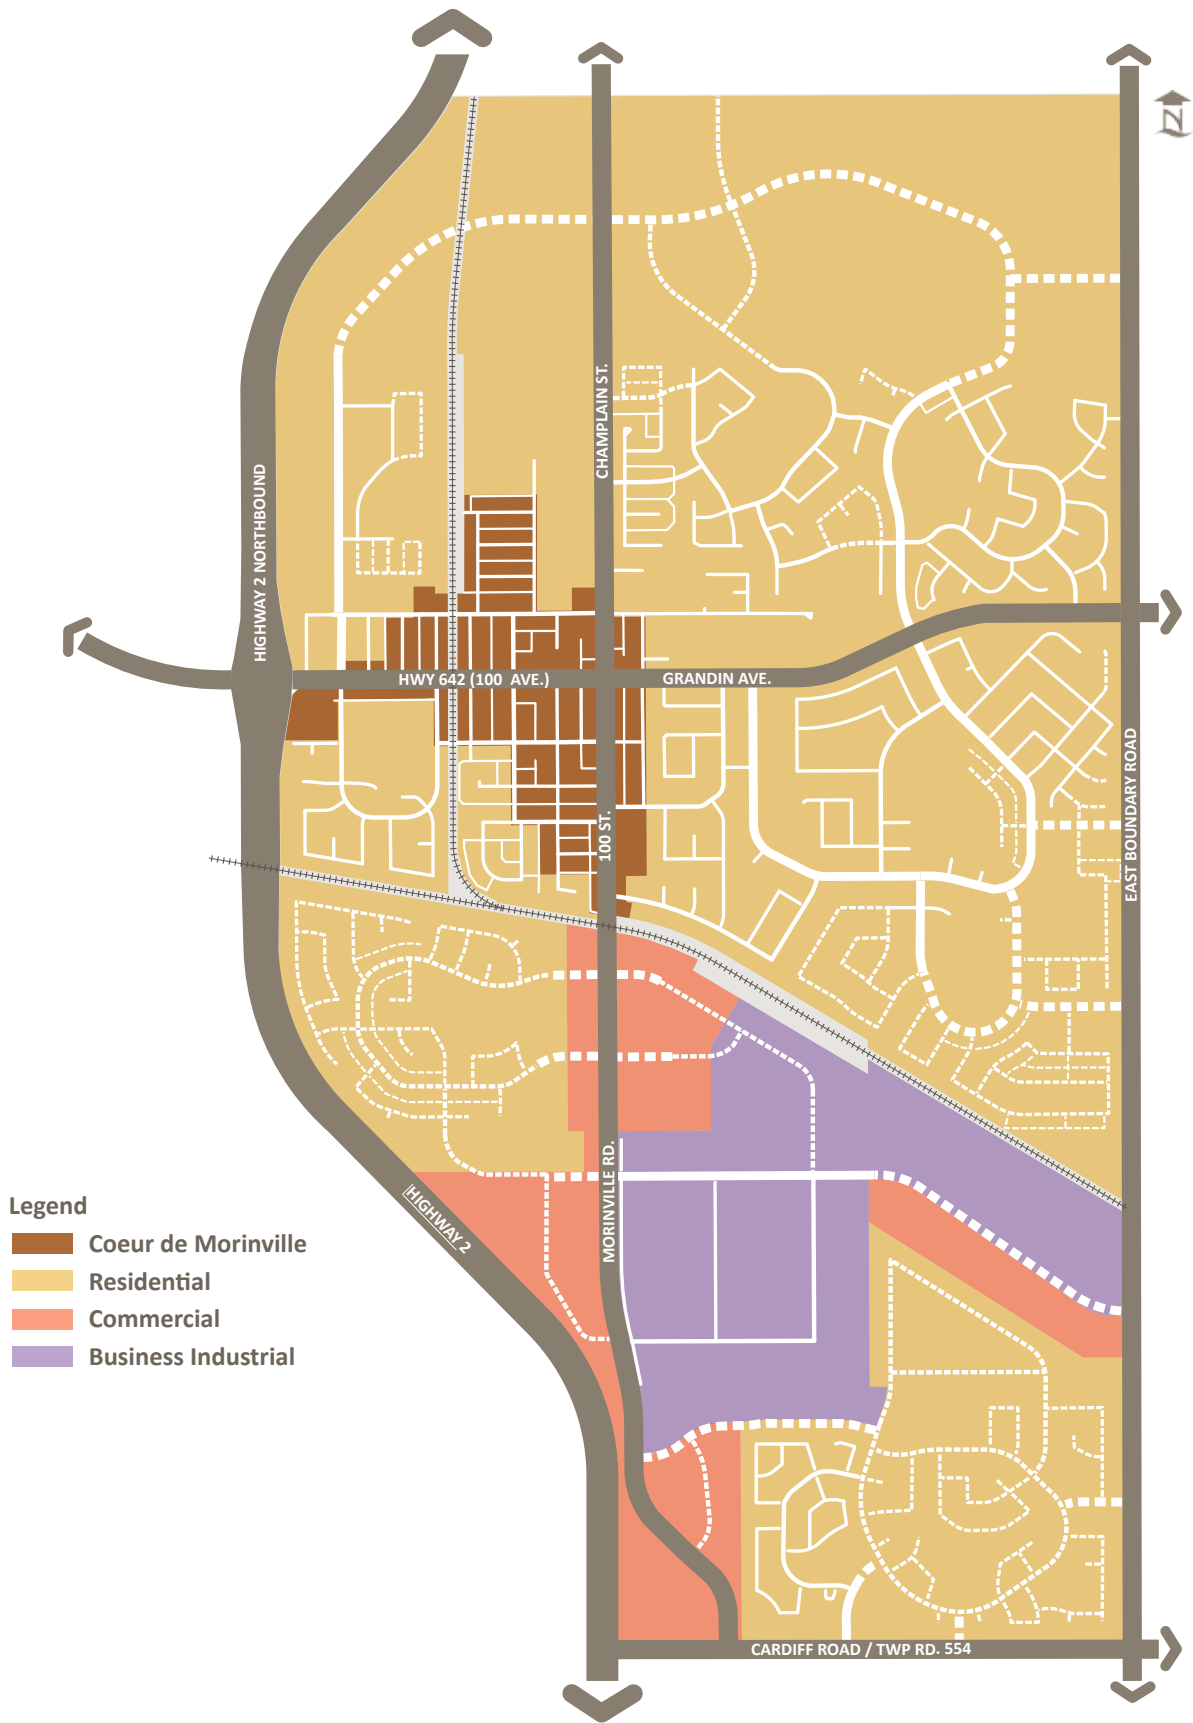 N
CHAMPLAIN ST.
HIGHWAY 2 NORTHBOUND
HWY 642 (100 AVE.)
GRANDIN AVE.
EAST BOUNDARY ROAD
100 ST.
MORINVILLE RD.
HIGHWAY 2
Legend
Coeur de Morinville
Residential
Commercial
Business Industrial
CARDIFF ROAD / TWP RD. 554